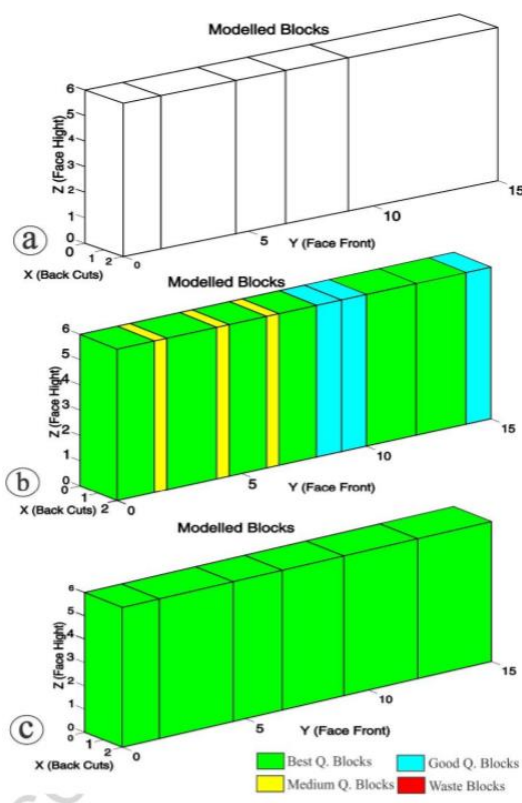 Modelled Blocks
6
5
4
3
2
1
0
Z (Face Hight)
0
1
2
X (Back Cuts)
0
5
10
15
Y (Face Front)
a
Modelled Blocks
6
5
4
3
2
1
0
Z (Face Hight)
0
1
2
X (Back Cuts)
0
5
10
15
Y (Face Front)
b
Modelled Blocks
6
5
4
3
2
1
0
Z (Face Hight)
0
1
2
X (Back Cuts)
0
5
10
15
Y (Face Front)
c
Best Q. Blocks
Good Q. Blocks
Medium Q. Blocks
Waste Blocks